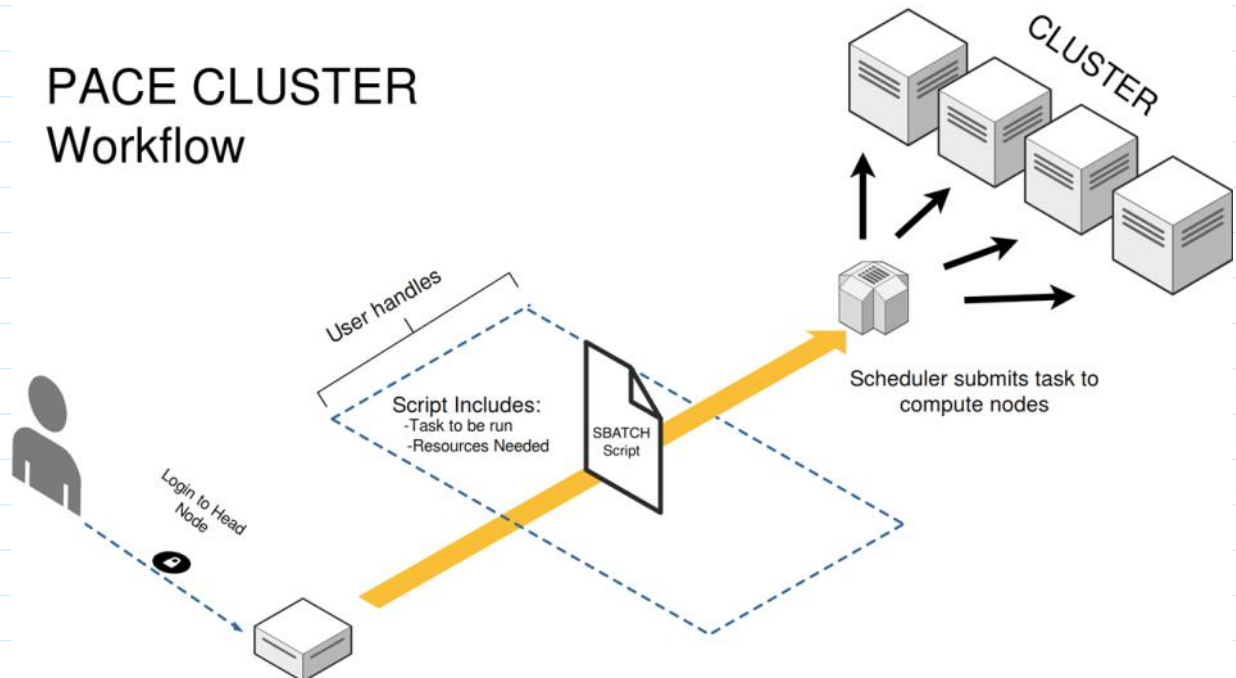 PACE CLUSTER
Workflow
CLUSTER
User handles
Script Includes:
-Task to be run
-Resources Needed
SBATCH
Script
Scheduler submits task to
compute nodes
Login to Head
Node